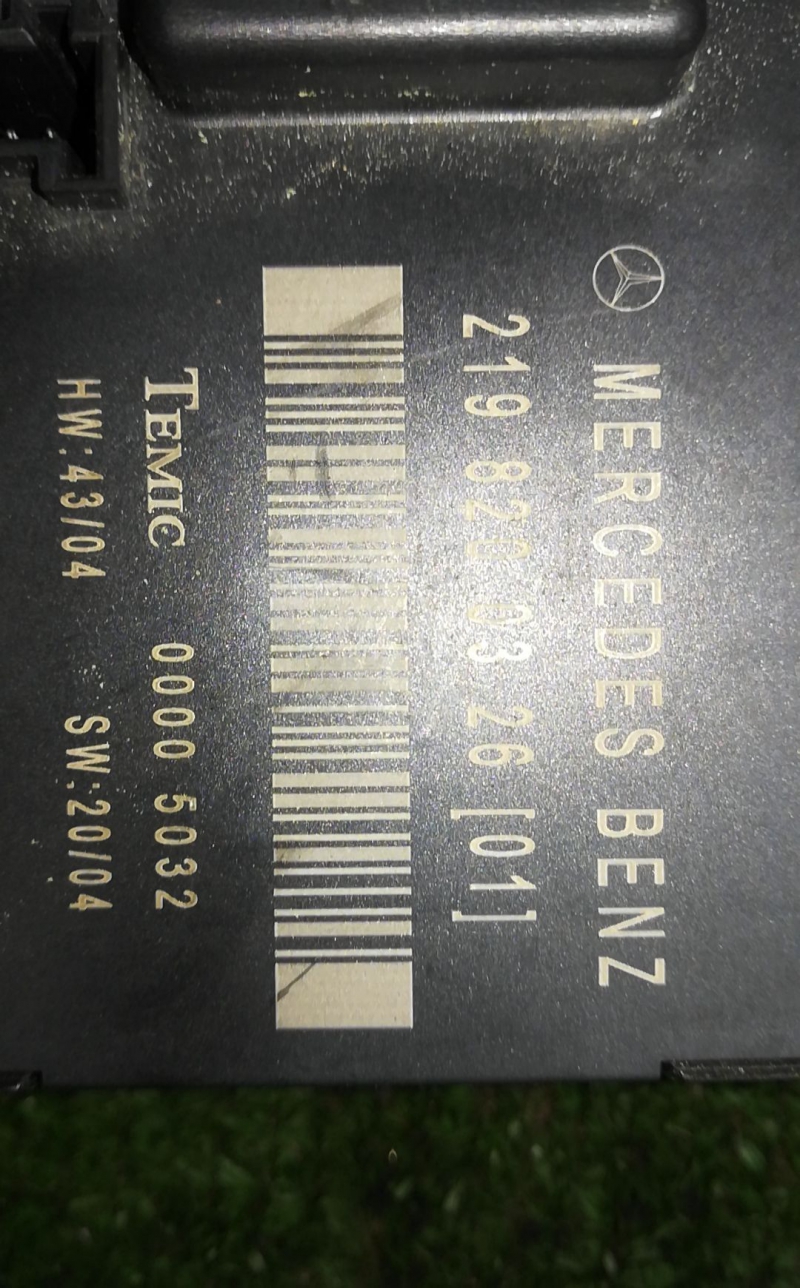 MERCEDES BENZ
219 820 03 26 [01]
TEMIC 0000 5032
HW:43/04 SW:20/04